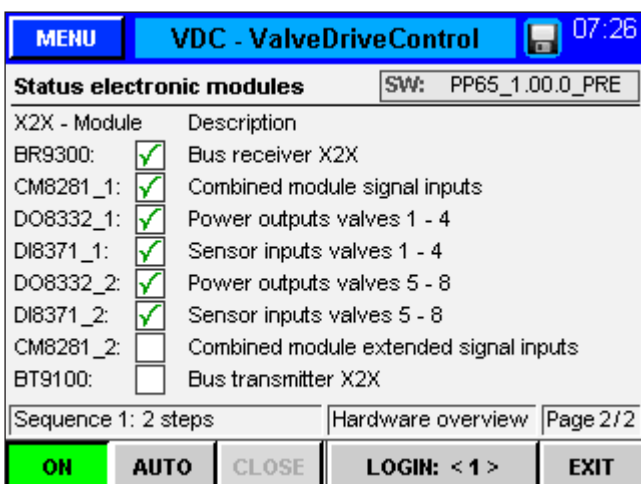 MENU VDC - ValveDriveControl 07:26
Status electronic modules SW: PP65_1.00.0_PRE
X2X - Module Description
BR9300: Bus receiver X2X
CM8281_1: Combined module signal inputs
DO8332_1: Power outputs valves 1 - 4
DI8371_1: Sensor inputs valves 1 - 4
DO8332_2: Power outputs valves 5 - 8
DI8371_2: Sensor inputs valves 5 - 8
CM8281_2: Combined module extended signal inputs
BT9100: Bus transmitter X2X
Sequence 1: 2 steps Hardware overview Page 2/2
ON AUTO CLOSE LOGIN: < 1 > EXIT